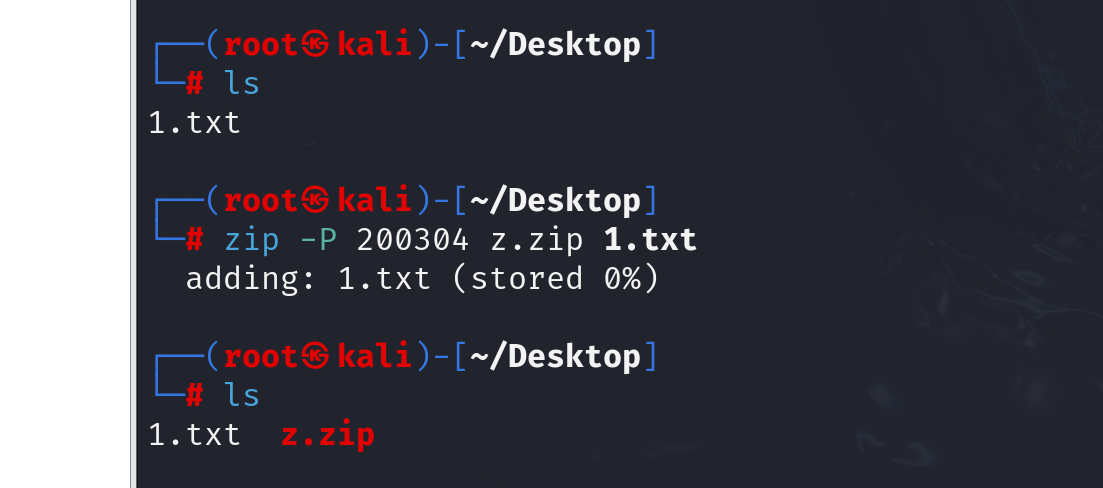 ┌──(root㉿kali)-[~/Desktop]
└─# ls
1.txt
┌──(root㉿kali)-[~/Desktop]
└─# zip -P 200304 z.zip 1.txt
  adding: 1.txt (stored 0%)
┌──(root㉿kali)-[~/Desktop]
└─# ls
1.txt  z.zip